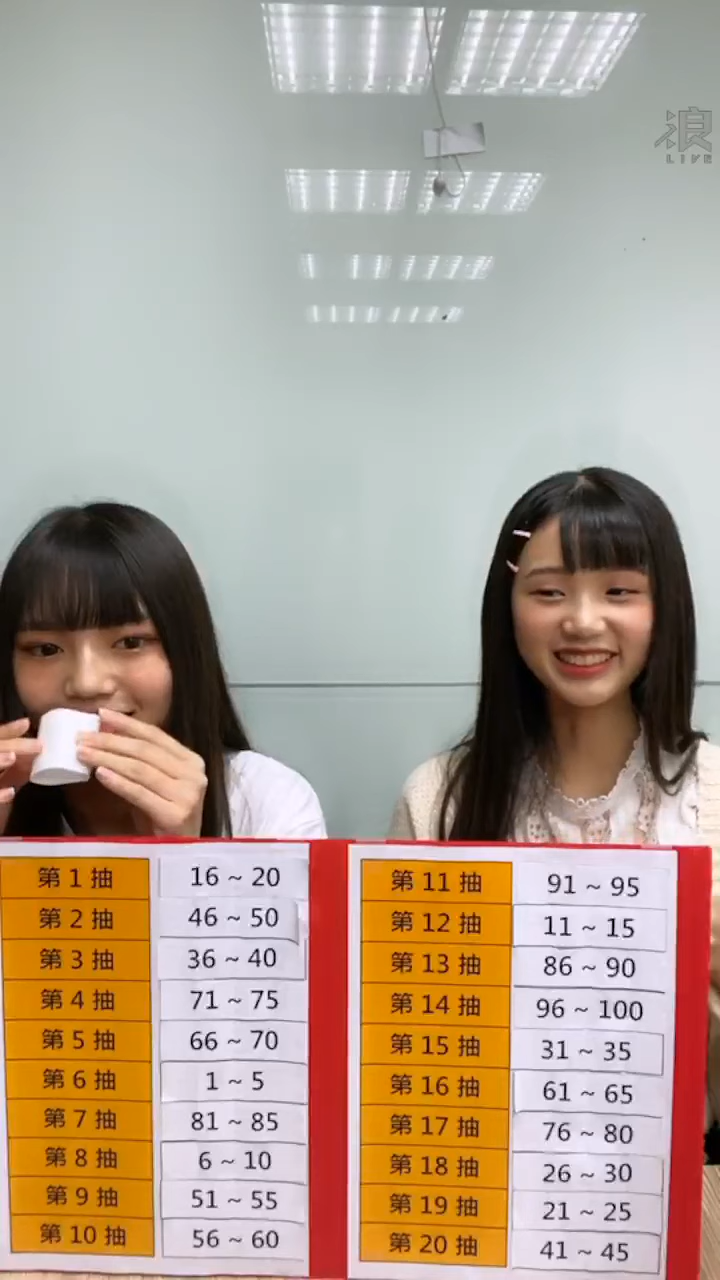 浪
LIVE
第 1 抽 16 ~ 20
第 2 抽 46 ~ 50
第 3 抽 36 ~ 40
第 4 抽 71 ~ 75
第 5 抽 66 ~ 70
第 6 抽 1 ~ 5
第 7 抽 81 ~ 85
第 8 抽 6 ~ 10
第 9 抽 51 ~ 55
第 10 抽 56 ~ 60
第 11 抽 91 ~ 95
第 12 抽 11 ~ 15
第 13 抽 86 ~ 90
第 14 抽 96 ~ 100
第 15 抽 31 ~ 35
第 16 抽 61 ~ 65
第 17 抽 76 ~ 80
第 18 抽 26 ~ 30
第 19 抽 21 ~ 25
第 20 抽 41 ~ 45